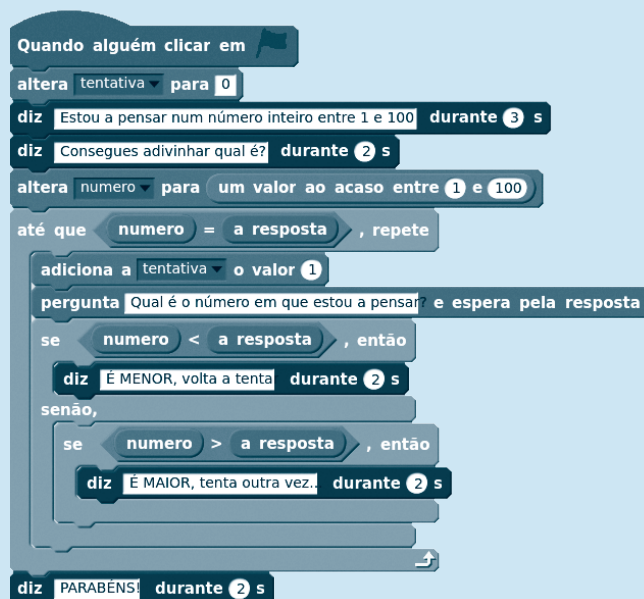 Quando alguém clicar em
altera tentativa para 0
diz Estou a pensar num número inteiro entre 1 e 100 durante 3 s
diz Consegues adivinhar qual é? durante 2 s
altera numero para um valor ao acaso entre 1 e 100
até que numero = a resposta , repete
adiciona a tentativa o valor 1
pergunta Qual é o número em que estou a pensar? e espera pela resposta
se numero < a resposta , então
diz É MENOR, volta a tenta durante 2 s
senão,
se numero > a resposta , então
diz É MAIOR, tenta outra vez.. durante 2 s
diz PARABÉNS! durante 2 s